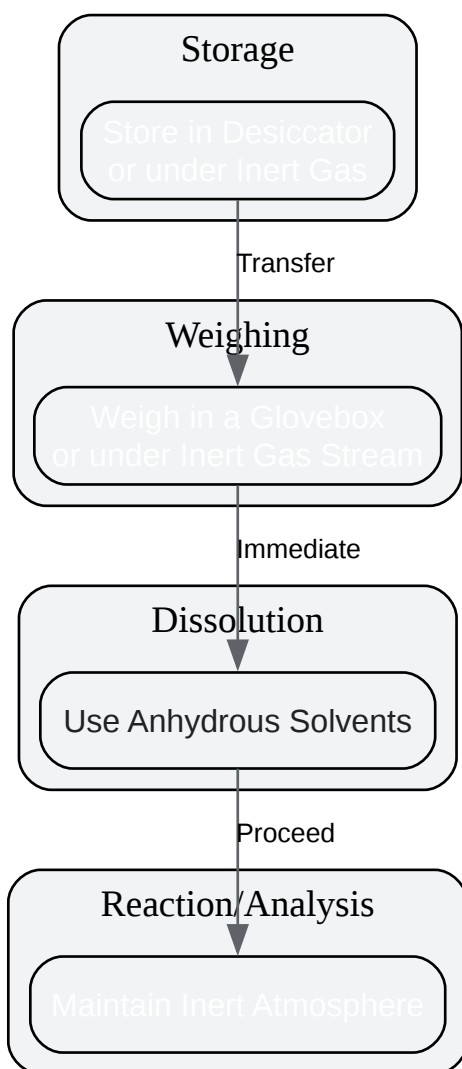 Storage
Store in Desiccator
or under Inert Gas
Transfer
Weighing
Weigh in a Glovebox
or under Inert Gas Stream
Immediate
Dissolution
Use Anhydrous Solvents
Proceed
Reaction/Analysis
Maintain Inert Atmosphere